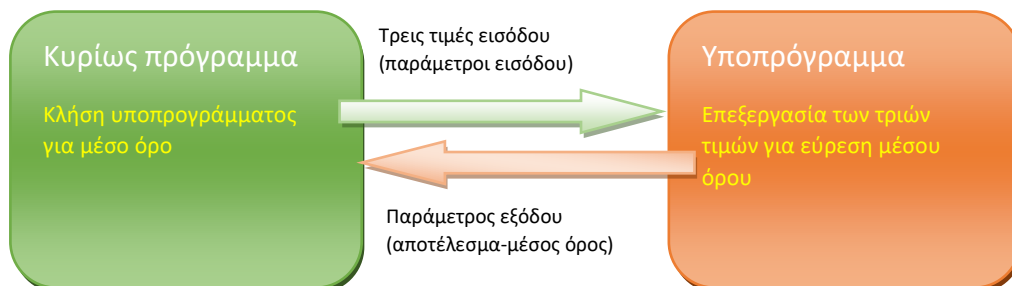 Κυρίως πρόγραμμα
Κλήση υποπρογράμματος
για μέσο όρο
Τρεις τιμές εισόδου
(παράμετροι εισόδου)
Παράμετρος εξόδου
(αποτέλεσμα-μέσος όρος)
Υποπρόγραμμα
Επεξεργασία των τριών
τιμών για εύρεση μέσου
όρου